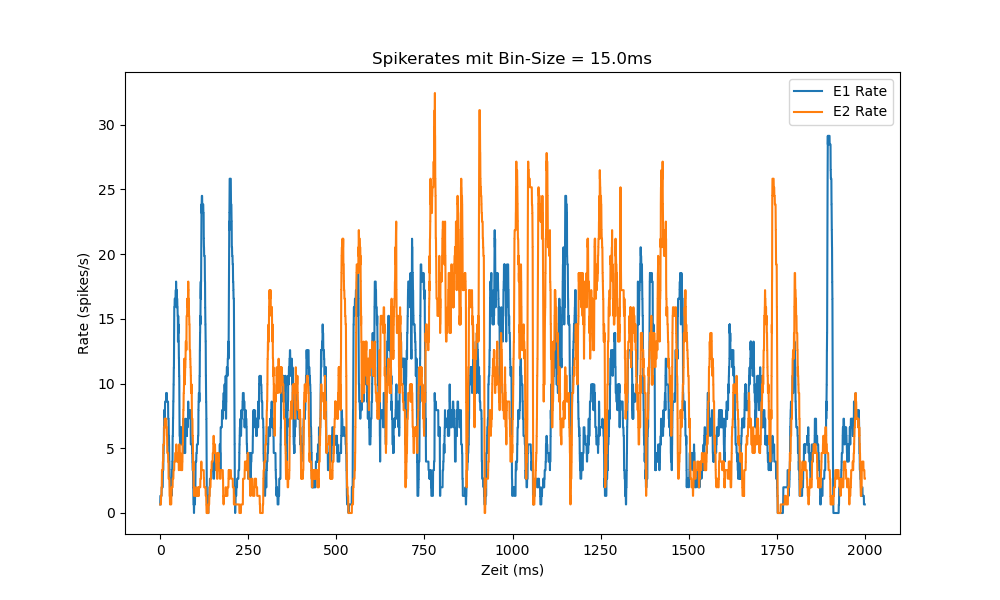 Spikerates mit Bin-Size = 15.0ms
E1 Rate
E2 Rate
Rate (spikes/s)
30
25
20
15
10
5
0
0 250 500 750 1000 1250 1500 1750 2000
Zeit (ms)